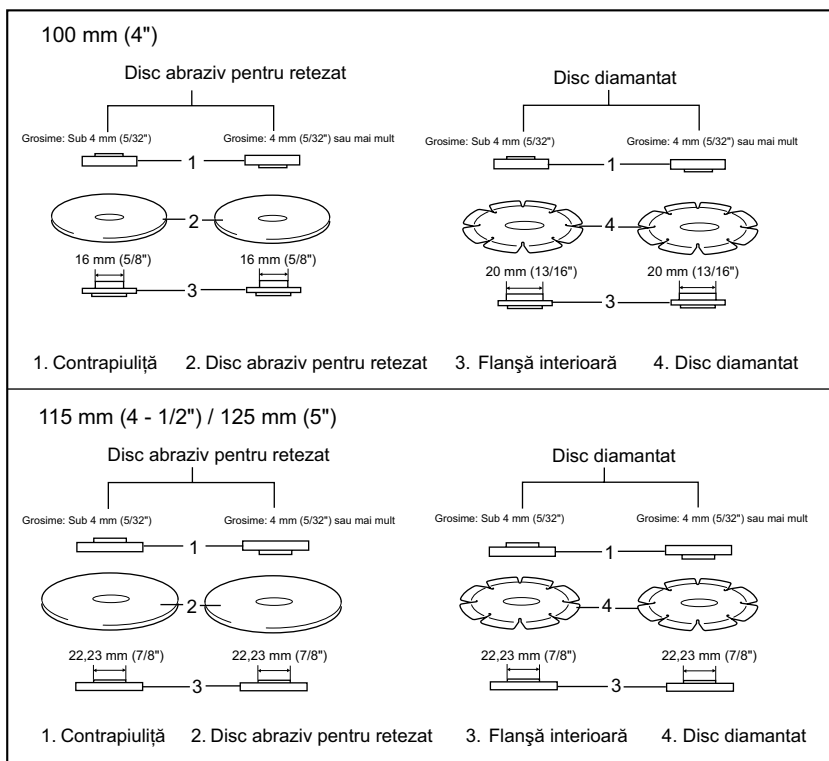 100 mm (4")
Disc abraziv pentru retezat
Disc diamantat
Grosime: Sub 4 mm (5/32")
Grosime: 4 mm (5/32") sau mai mult
Grosime: Sub 4 mm (5/32")
Grosime: 4 mm (5/32") sau mai mult
1
1
2
4
16 mm (5/8")
16 mm (5/8")
20 mm (13/16")
20 mm (13/16")
3
3
1. Contrapiuliţă 2. Disc abraziv pentru retezat 3. Flanşă interioară 4. Disc diamantat
115 mm (4 - 1/2") / 125 mm (5")
Disc abraziv pentru retezat
Disc diamantat
Grosime: Sub 4 mm (5/32")
Grosime: 4 mm (5/32") sau mai mult
Grosime: Sub 4 mm (5/32")
Grosime: 4 mm (5/32") sau mai mult
1
1
2
4
22,23 mm (7/8")
22,23 mm (7/8")
22,23 mm (7/8")
22,23 mm (7/8")
3
3
1. Contrapiuliţă 2. Disc abraziv pentru retezat 3. Flanşă interioară 4. Disc diamantat